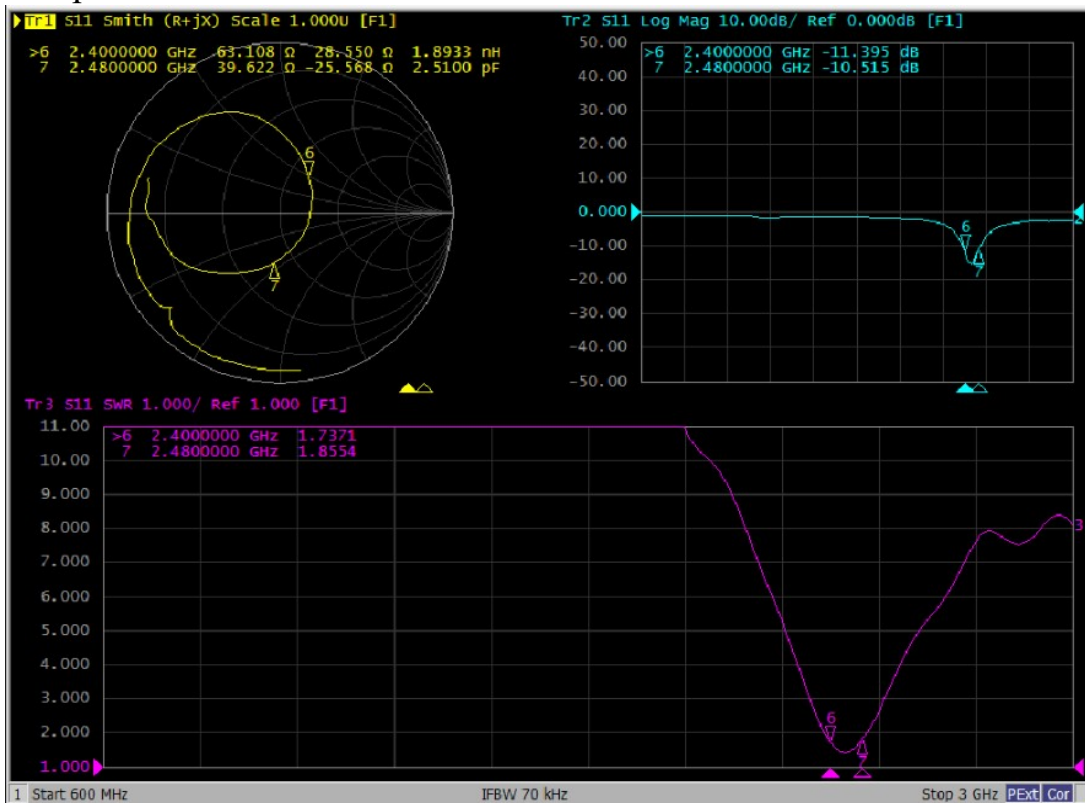 Tr1 S11 Smith (R+jX) Scale 1.000U [F1]
>6 2.4000000 GHz 63.108 Ω 28.550 Ω 1.8933 nH
7 2.4800000 GHz 39.622 Ω -25.568 Ω 2.5100 pF
6
7
Tr2 S11 Log Mag 10.00dB/ Ref 0.000dB [F1]
50.00
>6 2.4000000 GHz -11.395 dB
7 2.4800000 GHz -10.515 dB
40.00
30.00
20.00
10.00
0.000
6
-10.00
7
-20.00
-30.00
-40.00
-50.00
Tr3 S11 SWR 1.000/ Ref 1.000 [F1]
11.00
>6 2.4000000 GHz 1.7371
7 2.4800000 GHz 1.8554
10.00
9.000
8.000
3
7.000
6.000
5.000
4.000
3.000
2.000
6
1.000
1 Start 600 MHz IFBW 70 kHz Stop 3 GHz PExt Cor